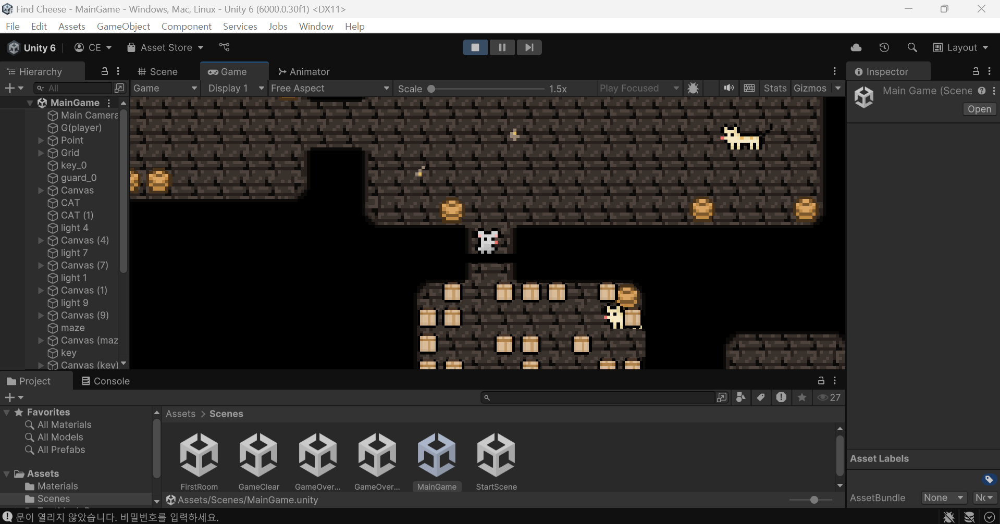 Find Cheese - MainGame - Windows, Mac, Linux - Unity 6 (6000.0.30f1) <DX11>
File Edit Assets GameObject Component Services Jobs Window Help
Unity 6 CE Asset Store Layout
Hierarchy Scene Game Animator Inspector
All Game Display 1 Free Aspect Scale 1.5x Play Focused Stats Gizmos
Main Game (Scene
Open
MainGame
Main Camera
G(player)
Point
Grid
key_0
guard_0
Canvas
CAT
CAT (1)
light 4
Canvas (4)
light 7
Canvas (7)
light 1
Canvas (1)
light 9
Canvas (9)
maze
Canvas (maz
key
Canvas (key)
Project Console
27
Favorites
All Materials
All Models
All Prefabs
Assets
Materials
Scenes
Assets > Scenes
FirstRoom GameClear GameOver... GameOver... MainGame StartScene
Assets/Scenes/MainGame.unity
Asset Labels
AssetBundle None
문이 열리지 않았습니다. 비밀번호를 입력하세요.